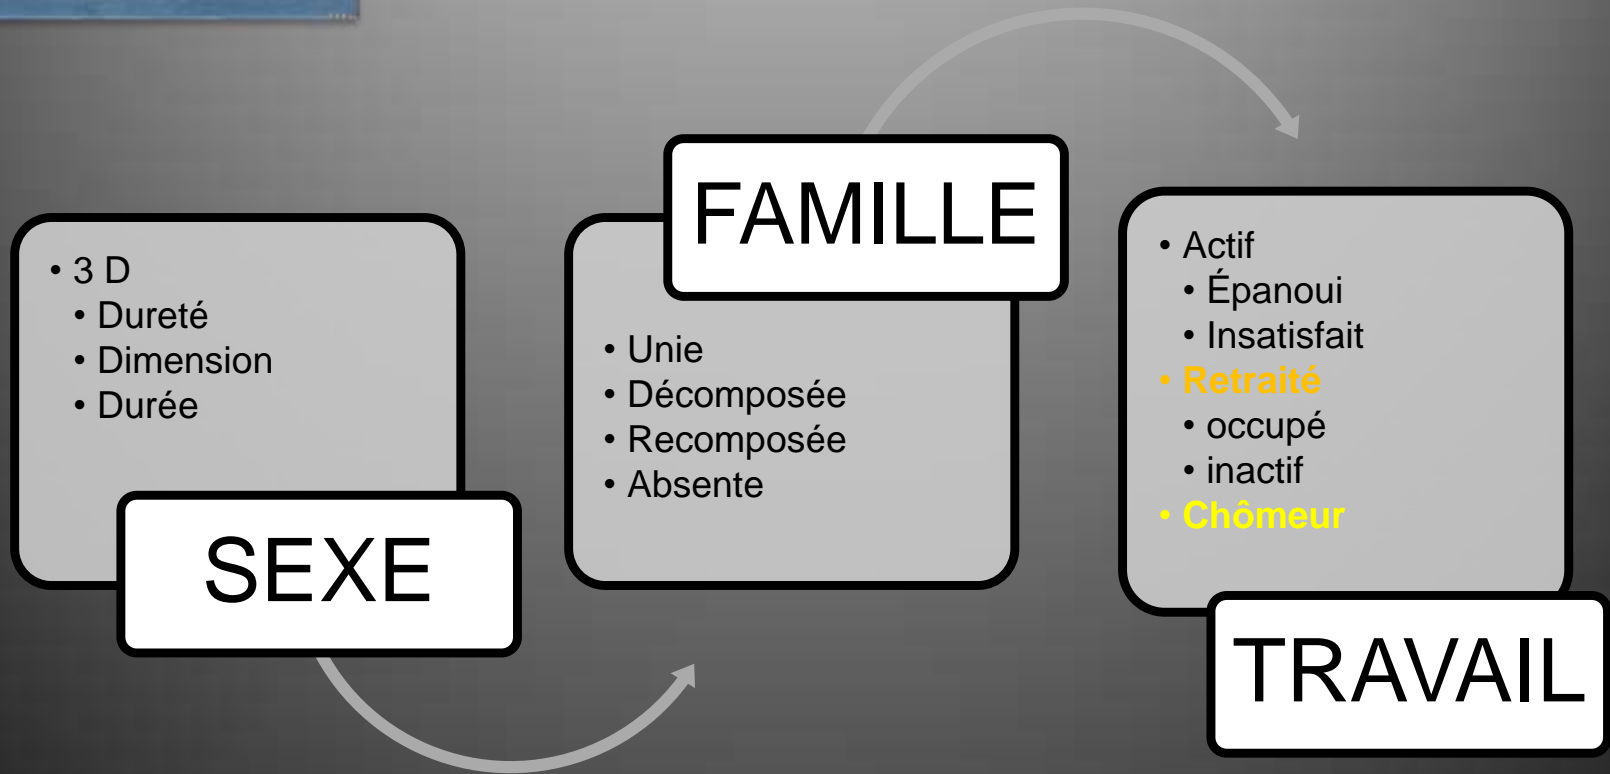 • 3 D
• Dureté
• Dimension
• Durée
SEXE
FAMILLE
• Unie
• Décomposée
• Recomposée
• Absente
• Actif
• Épanoui
• Insatisfait
• Retraité
• occupé
• inactif
• Chômeur
TRAVAIL